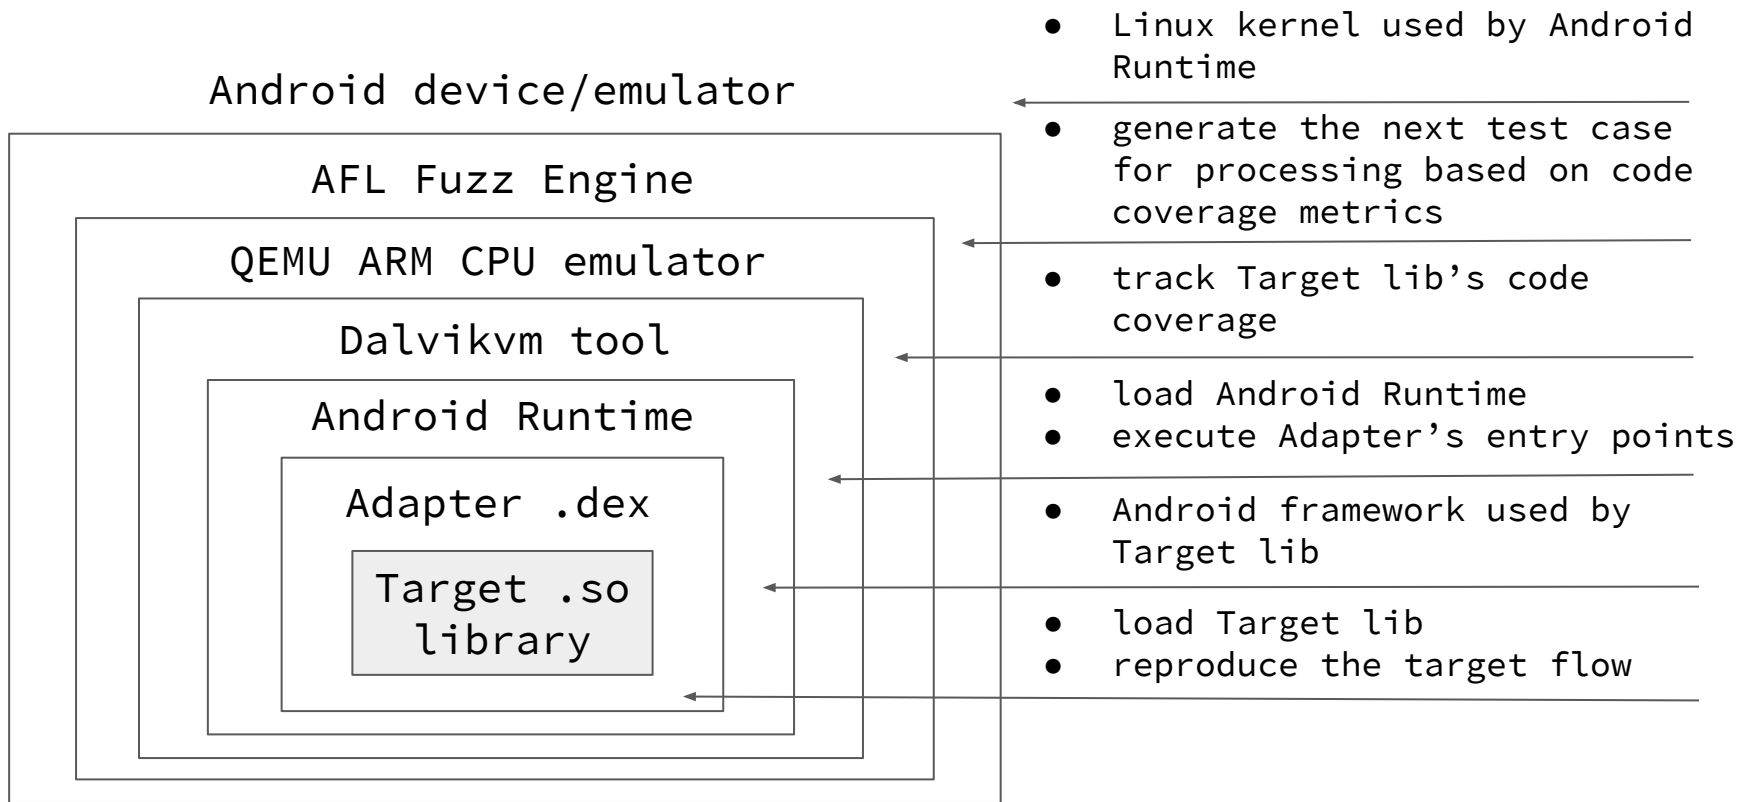 Android device/emulator
AFL Fuzz Engine
QEMU ARM CPU emulator
Dalvikvm tool
Android Runtime
Adapter .dex
Target .so
library
● Linux kernel used by Android
Runtime
● generate the next test case
for processing based on code
coverage metrics
● track Target lib’s code
coverage
● load Android Runtime
● execute Adapter’s entry points
● Android framework used by
Target lib
● load Target lib
● reproduce the target flow